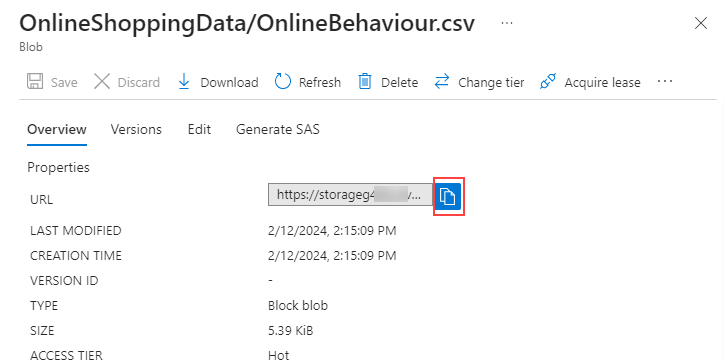 OnlineShoppingData/OnlineBehaviour.csv ...
Blob
Save Discard Download Refresh Delete Change tier Acquire lease ...
Overview Versions Edit Generate SAS
Properties
URL https://storageg4 v...
LAST MODIFIED 2/12/2024, 2:15:09 PM
CREATION TIME 2/12/2024, 2:15:09 PM
VERSION ID -
TYPE Block blob
SIZE 5.39 KiB
ACCESS TIER Hot